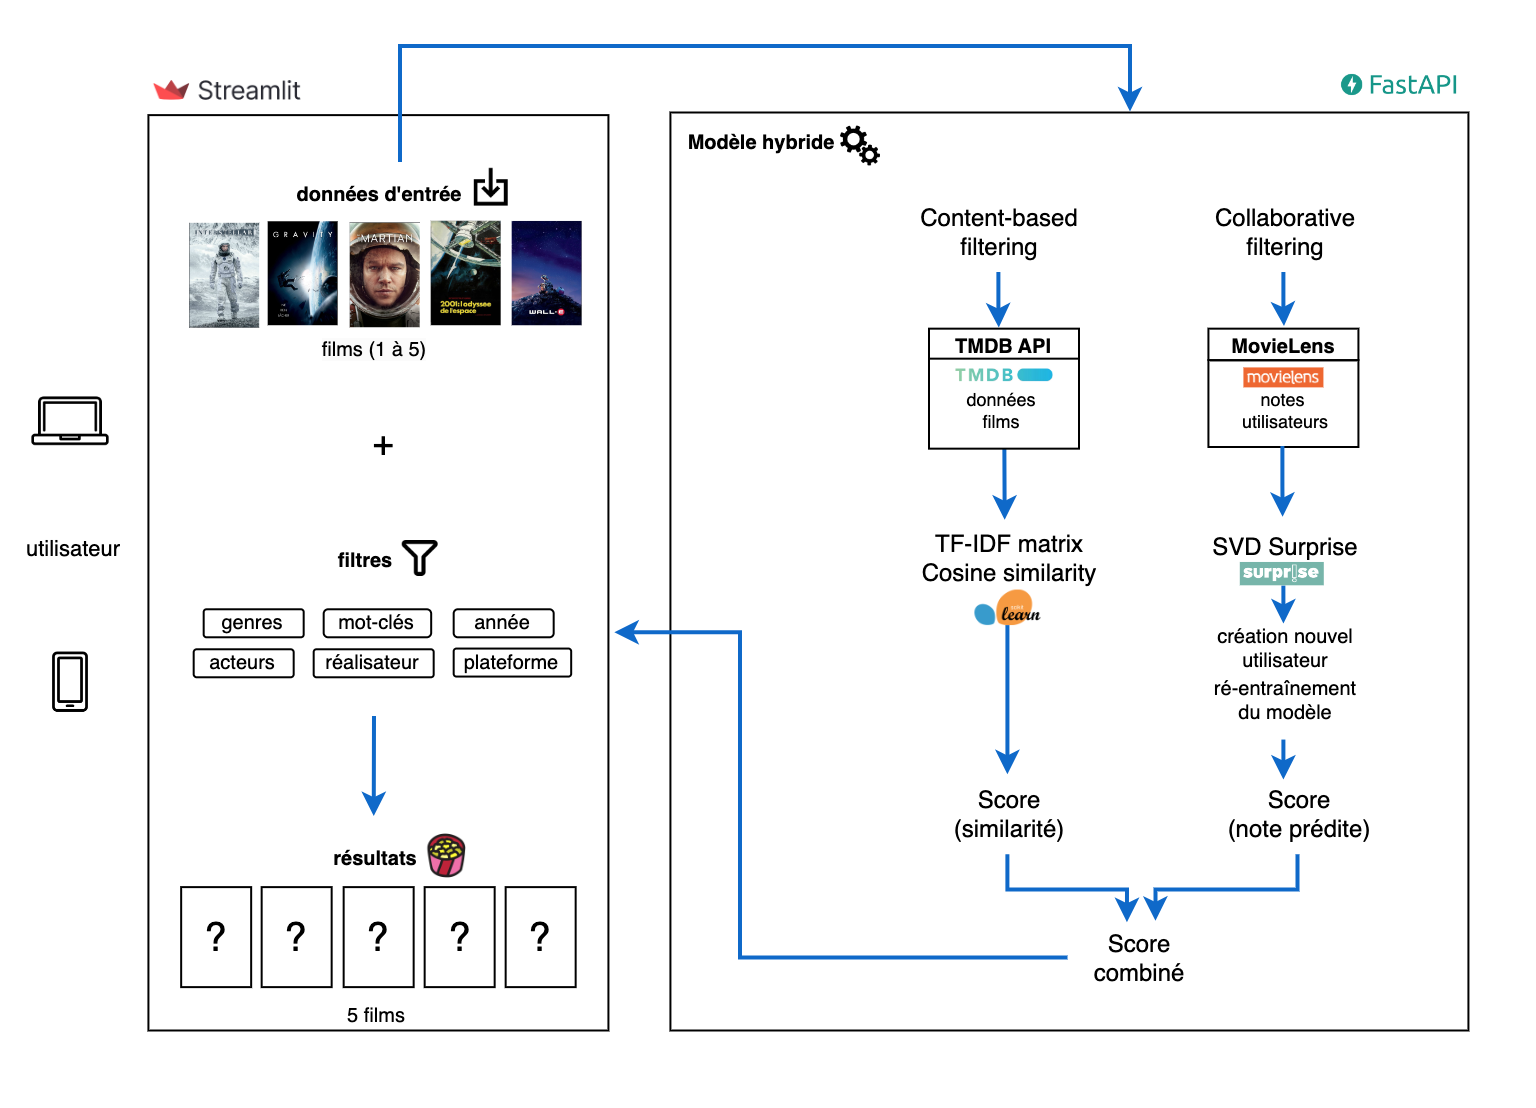 Streamlit
données d'entrée
INTERSTELLAR
GRAVITY
MARTIAN
2001: l'odyssée
de l'espace
WALL·E
films (1 à 5)
+
utilisateur
filtres
genres
mot-clés
année
acteurs
réalisateur
plateforme
résultats
? ? ? ? ?
5 films
FastAPI
Modèle hybride
Content-based
filtering
TMDB API
TMDB
données
films
TF-IDF matrix
Cosine similarity
learn
Score
(similarité)
Collaborative
filtering
MovieLens
movielens
notes
utilisateurs
SVD Surprise
surpr!se
création nouvel
utilisateur
ré-entraînement
du modèle
Score
(note prédite)
Score
combiné